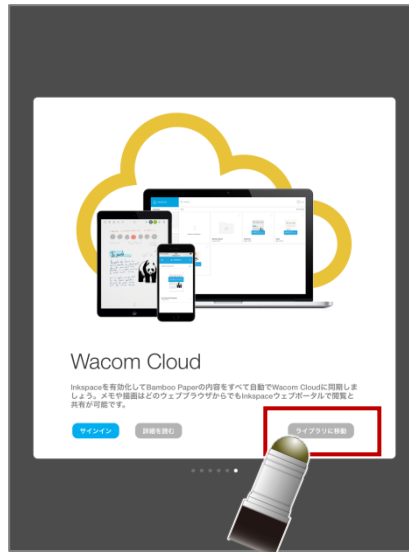 Wacom Cloud
Inkspaceを有効化してBamboo Paperの内容をすべて自動でWacom Cloudに同期しま
しょう。メモや描画はどのウェブブラウザからでもInkspaceウェブポータルで閲覧と
共有が可能です。
サインイン
詳細を読む
ライブラリに移動